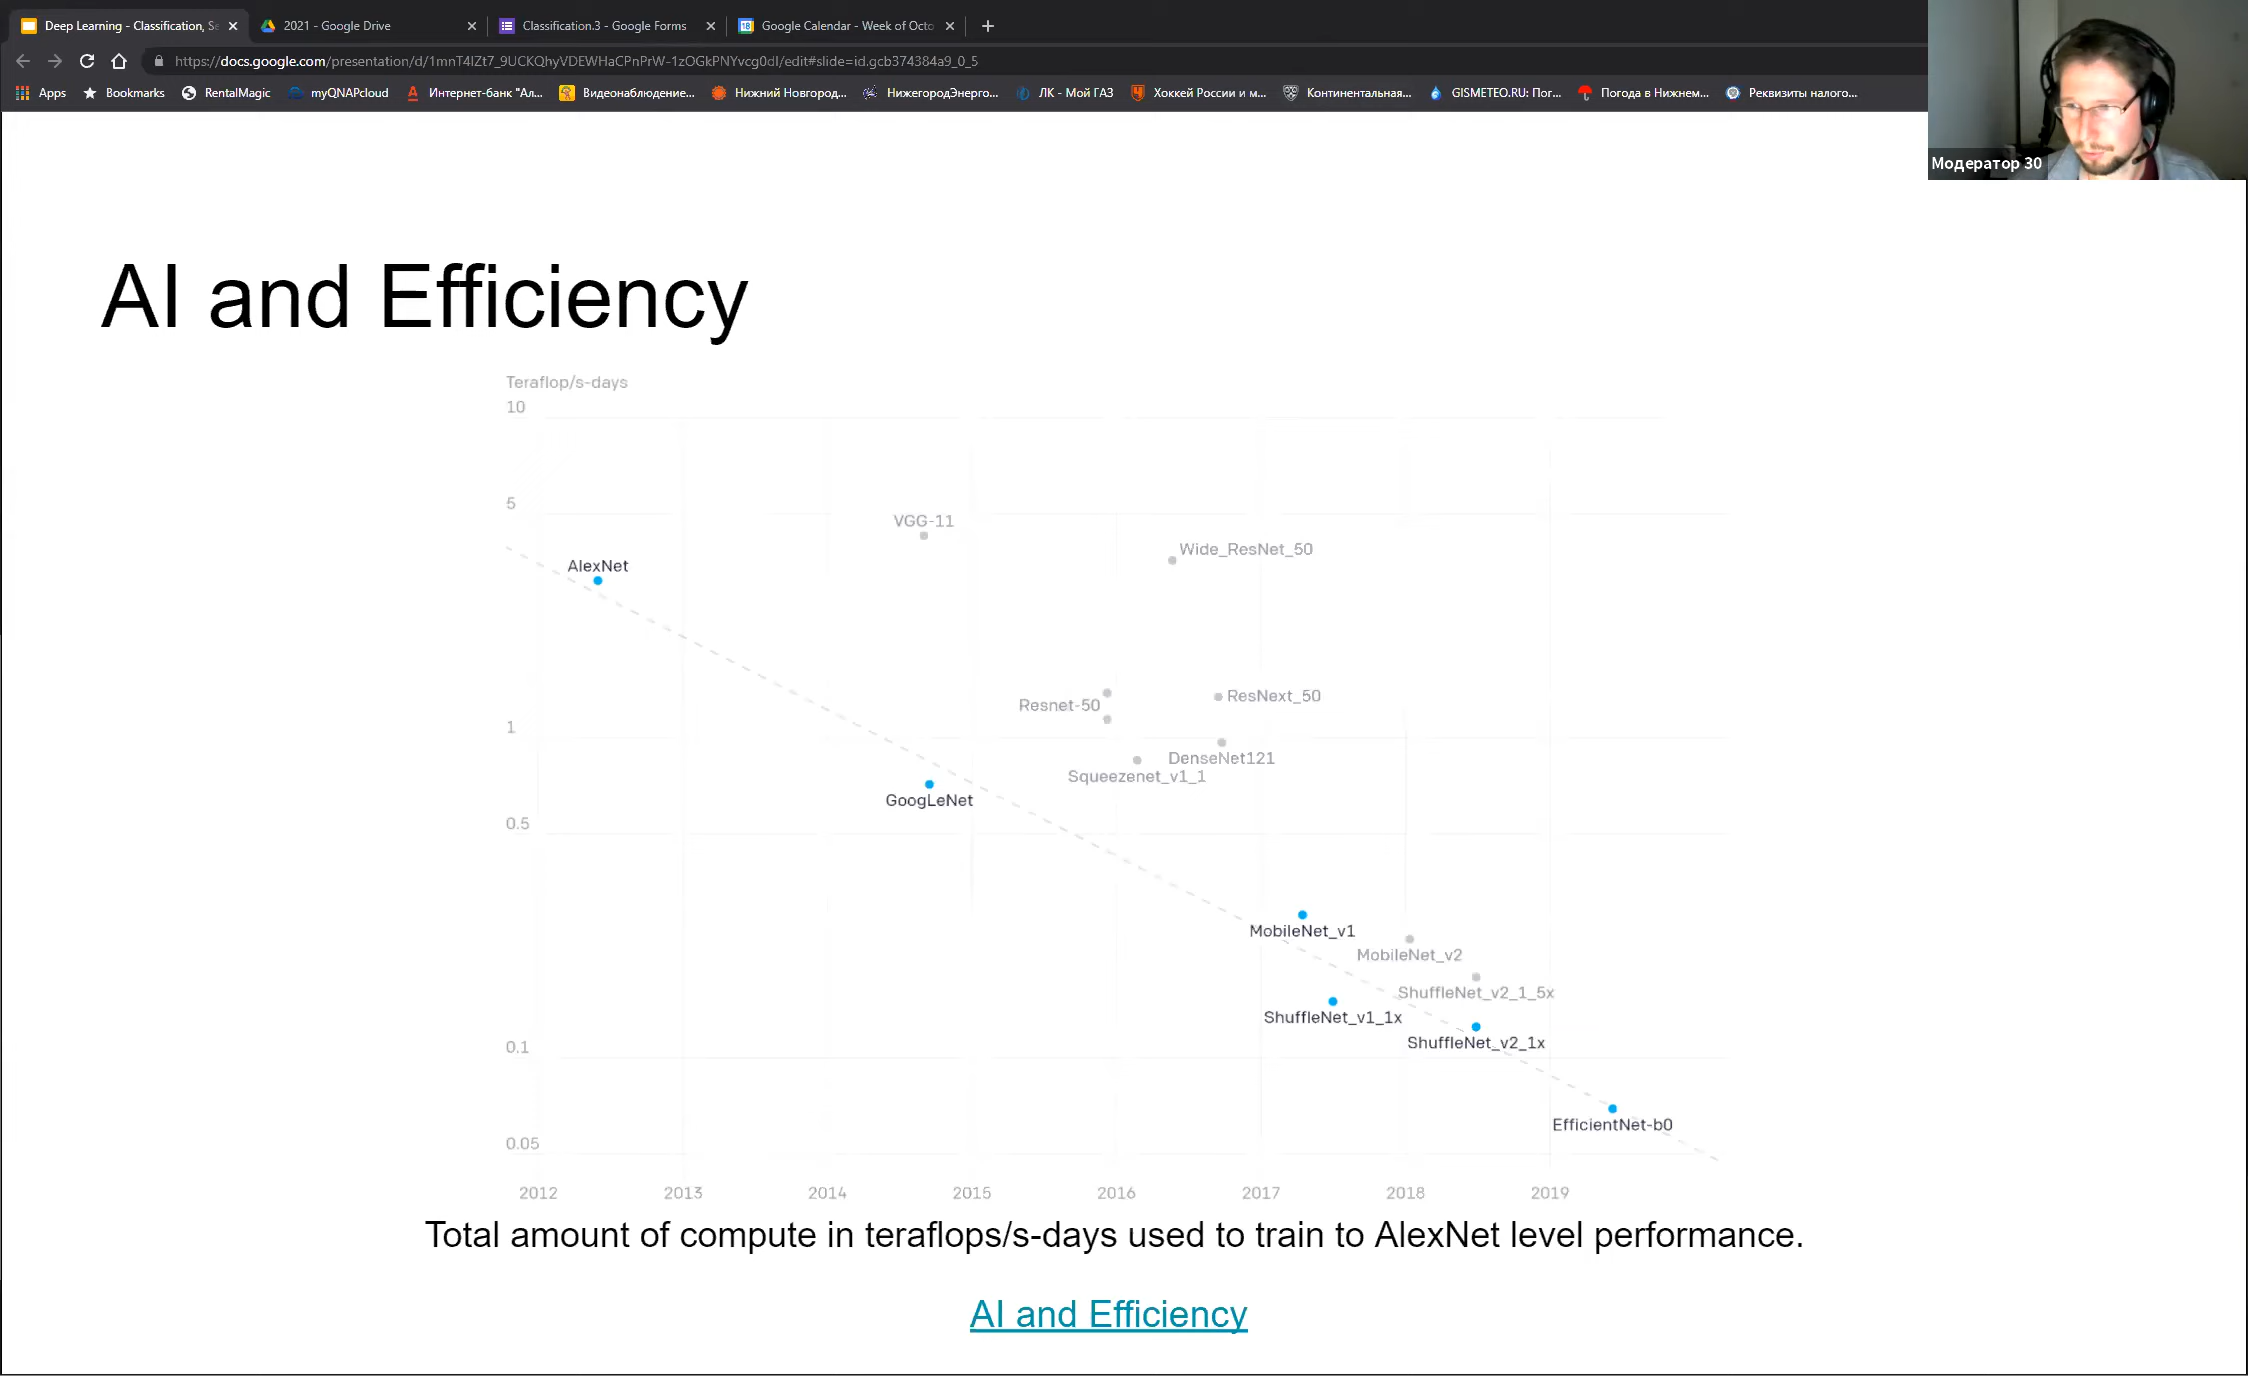 Deep Learning - Classification, Se
2021 - Google Drive
Classification.3 - Google Forms
Google Calendar - Week of Octo
https://docs.google.com/presentation/d/1mnT4lZt7_9UCKQhyVDEWHaCPnPrW-1zOGkPNYvcg0dI/edit#slide=id.gcb374384a9_0_5
Apps
Bookmarks
RentalMagic
myQNAPcloud
Интернет-банк "Ал...
Видеонаблюдение...
Нижний Новгород...
НижегородЭнерго...
ЛК - Мой ГАЗ
Хоккей России и м...
Континентальная...
GISMETEO.RU: Пог...
Погода в Нижнем...
Реквизиты налого...
Модератор 30
AI and Efficiency
Teraflop/s-days
10
5
VGG-11
Wide_ResNet_50
AlexNet
Resnet-50
ResNext_50
1
DenseNet121
Squeezenet_v1_1
GoogLeNet
0.5
MobileNet_v1
MobileNet_v2
ShuffleNet_v2_1_5x
ShuffleNet_v1_1x
ShuffleNet_v2_1x
0.1
EfficientNet-b0
0.05
2012 2013 2014 2015 2016 2017 2018 2019
Total amount of compute in teraflops/s-days used to train to AlexNet level performance.
AI and Efficiency